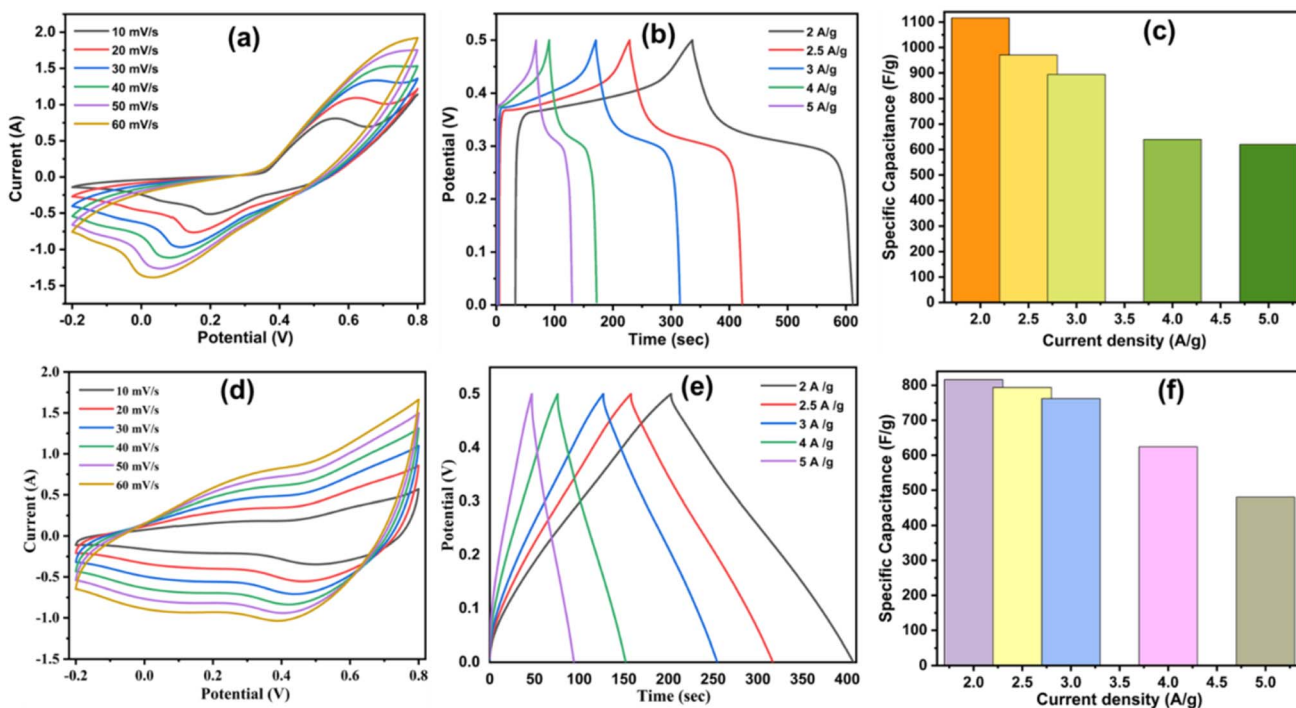 (a)
10 mV/s
20 mV/s
30 mV/s
40 mV/s
50 mV/s
60 mV/s
2.0
1.5
1.0
0.5
0.0
-0.5
-1.0
-1.5
Current (A)
-0.2 0.0 0.2 0.4 0.6 0.8
Potential (V)
(b)
2 A/g
2.5 A/g
3 A/g
4 A/g
5 A/g
0.5
0.4
0.3
0.2
0.1
0.0
Potential (V)
0 100 200 300 400 500 600
Time (sec)
(c)
1100
1000
900
800
700
600
500
400
300
200
100
0
Specific Capacitance (F/g)
2.0 2.5 3.0 3.5 4.0 4.5 5.0
Current density (A/g)
(d)
10 mV/s
20 mV/s
30 mV/s
40 mV/s
50 mV/s
60 mV/s
2.0
1.5
1.0
0.5
0.0
-0.5
-1.0
-1.5
Current (A)
-0.2 0.0 0.2 0.4 0.6 0.8
Potential (V)
(e)
2 A /g
2.5 A /g
3 A /g
4 A /g
5 A /g
0.5
0.4
0.3
0.2
0.1
0.0
Potential (V)
0 50 100 150 200 250 300 350 400
Time (sec)
(f)
800
700
600
500
400
300
200
100
0
Specific Capacitance (F/g)
2.0 2.5 3.0 3.5 4.0 4.5 5.0
Current density (A/g)